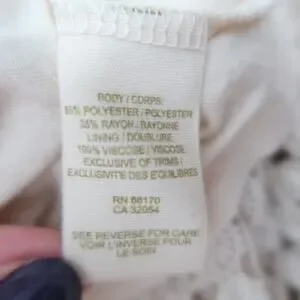 BODY / CORPS:
65% POLYESTER / POLYESTER
35% RAYON / RAYONNE
LINING / DOUBLURE
100% VISCOSE / VISCOSE
EXCLUSIVE OF TRIMS /
EXCLUSIVITÉ DES ÉQUILIBRES
RN 66170
CA 32054
SEE REVERSE FOR CARE
VOIR L'INVERSE POUR
LE SOIN